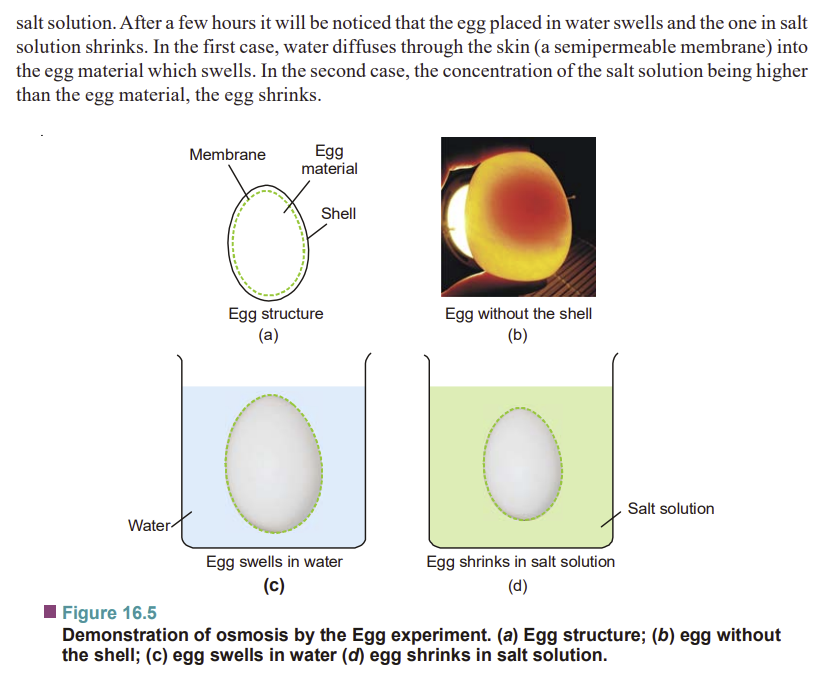 salt solution. After a few hours it will be noticed that the egg placed in water swells and the one in salt
solution shrinks. In the first case, water diffuses through the skin (a semipermeable membrane) into
the egg material which swells. In the second case, the concentration of the salt solution being higher
than the egg material, the egg shrinks.
Membrane
Egg
material
Shell
Egg structure
(a)
Egg without the shell
(b)
Water
Egg swells in water
(c)
Salt solution
Egg shrinks in salt solution
(d)
Figure 16.5
Demonstration of osmosis by the Egg experiment. (a) Egg structure; (b) egg without
the shell; (c) egg swells in water (d) egg shrinks in salt solution.